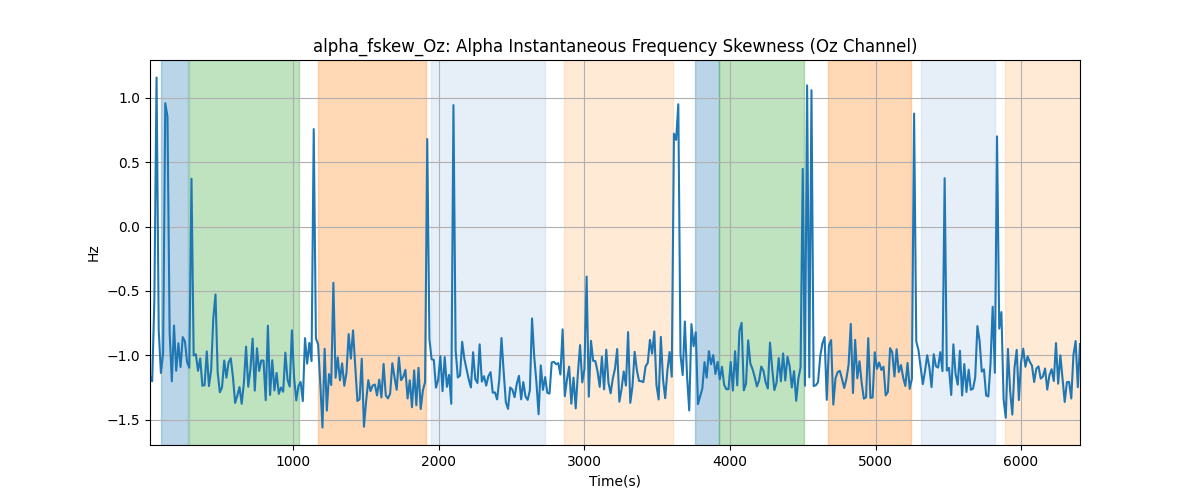 alpha_fskew_Oz: Alpha Instantaneous Frequency Skewness (Oz Channel)
1.0
0.5
0.0
−0.5
−1.0
−1.5
Hz
1000 2000 3000 4000 5000 6000
Time(s)